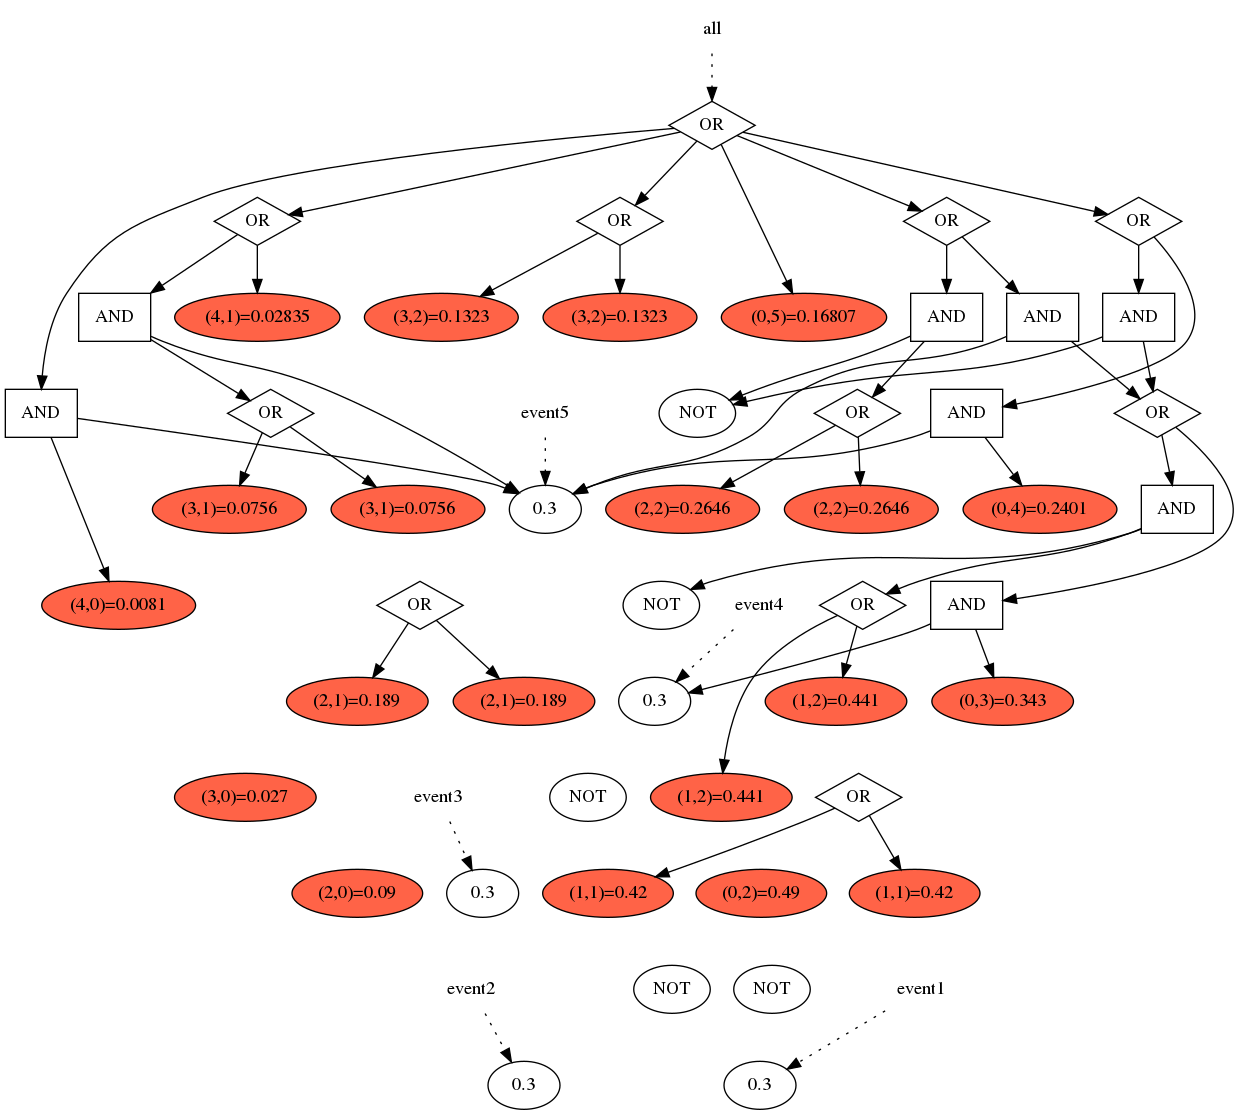 all
OR
OR
OR
OR
OR
AND
(4,1)=0.02835
(3,2)=0.1323
(3,2)=0.1323
(0,5)=0.16807
AND
AND
AND
AND
OR
event5
NOT
OR
AND
OR
(3,1)=0.0756
(3,1)=0.0756
0.3
(2,2)=0.2646
(2,2)=0.2646
(0,4)=0.2401
AND
(4,0)=0.0081
OR
NOT
event4
OR
AND
(2,1)=0.189
(2,1)=0.189
0.3
(1,2)=0.441
(0,3)=0.343
(3,0)=0.027
event3
NOT
(1,2)=0.441
OR
(2,0)=0.09
0.3
(1,1)=0.42
(0,2)=0.49
(1,1)=0.42
event2
NOT
NOT
event1
0.3
0.3